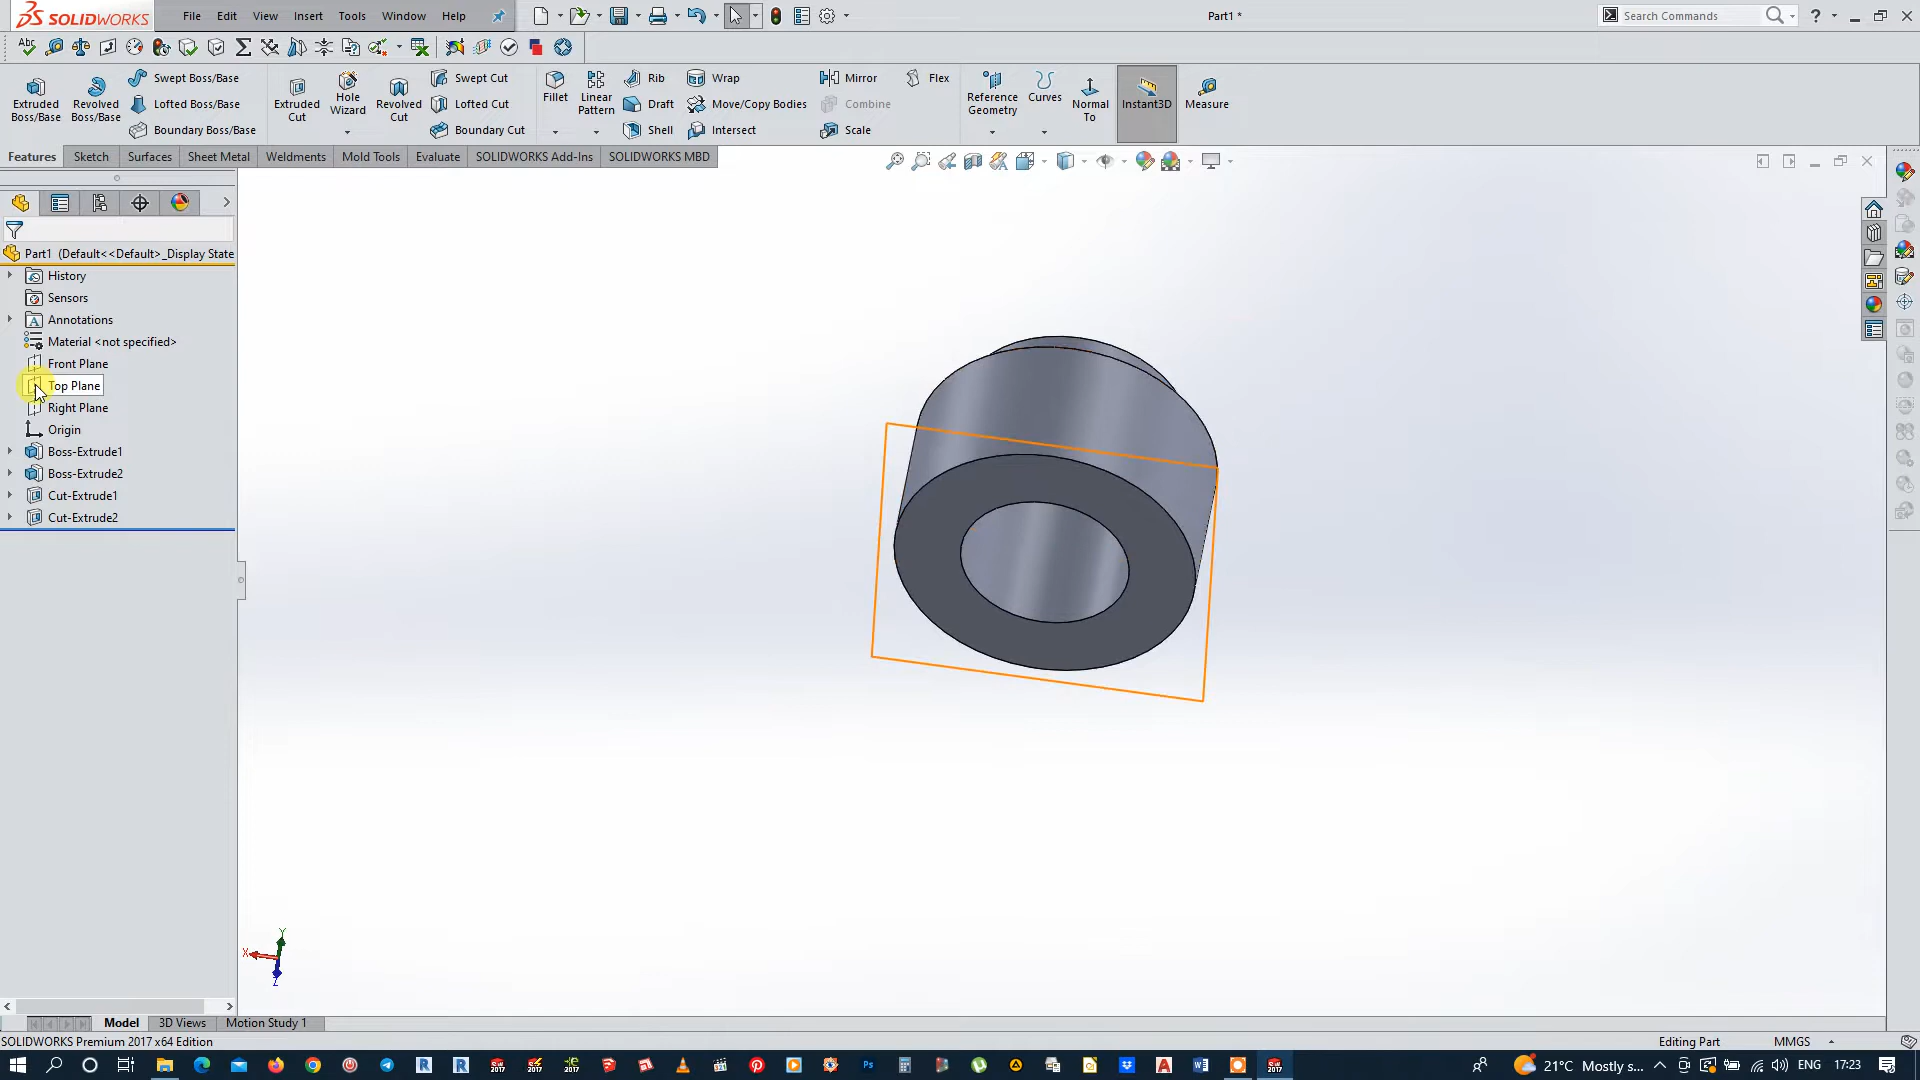 SOLIDWORKS File Edit View Insert Tools Window Help Part1 * Search Commands
Extruded Boss/Base
Revolved Boss/Base
Swept Boss/Base
Lofted Boss/Base
Boundary Boss/Base
Extruded Cut
Hole Wizard
Revolved Cut
Swept Cut
Lofted Cut
Boundary Cut
Fillet
Linear Pattern
Rib
Draft
Shell
Wrap
Move/Copy Bodies
Intersect
Mirror
Combine
Scale
Flex
Reference Geometry
Curves
Normal To
Instant3D
Measure
Features Sketch Surfaces Sheet Metal Weldments Mold Tools Evaluate SOLIDWORKS Add-Ins SOLIDWORKS MBD
Part1 (Default<<Default>_Display State
History
Sensors
Annotations
Material <not specified>
Front Plane
Top Plane
Right Plane
Origin
Boss-Extrude1
Boss-Extrude2
Cut-Extrude1
Cut-Extrude2
Y
X
Z
Model 3D Views Motion Study 1
SOLIDWORKS Premium 2017 x64 Edition Editing Part MMGS
21°C Mostly s... ENG 17:23